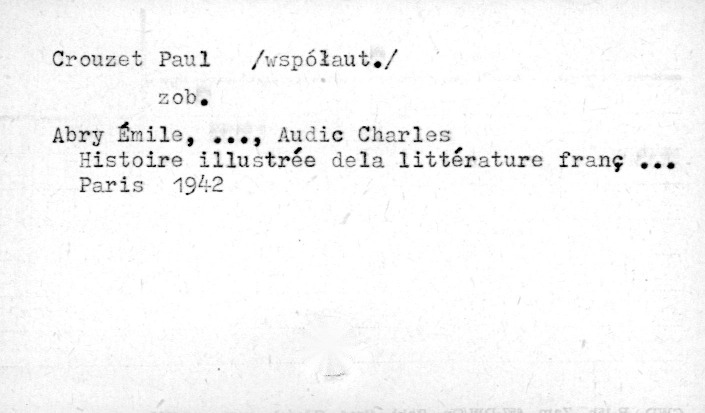 Crouzet Paul /współaut./
zob.
Abry Émile, ..., Audic Charles
Histoire illustrée dela littérature franç ...
Paris 1942